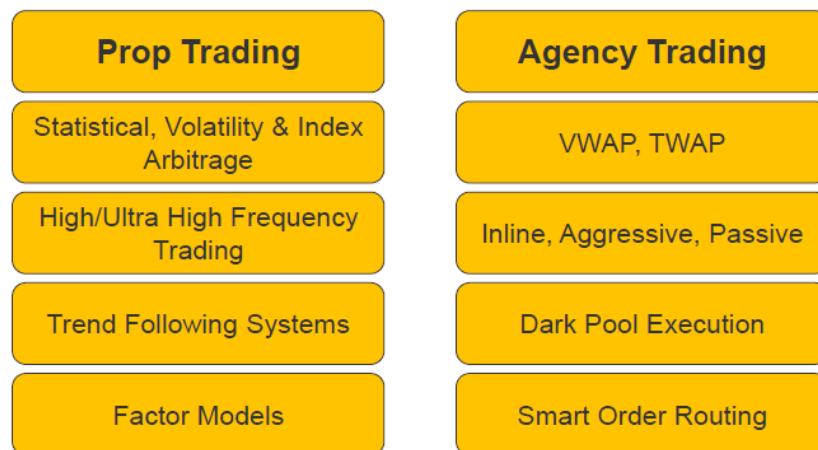 Prop Trading
Statistical, Volatility & Index
Arbitrage
High/Ultra High Frequency
Trading
Trend Following Systems
Factor Models
Agency Trading
VWAP, TWAP
Inline, Aggressive, Passive
Dark Pool Execution
Smart Order Routing